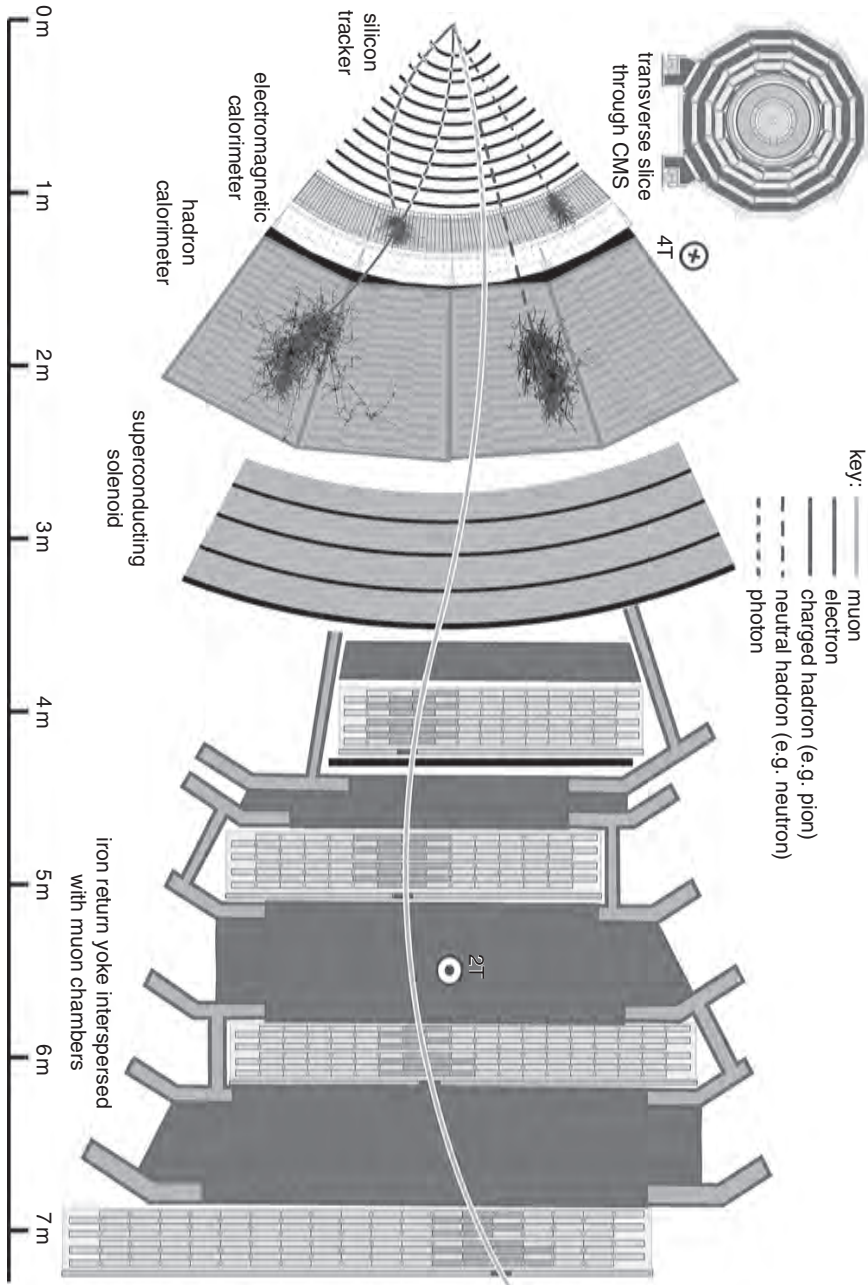 transverse slice
through CMS
key:
muon
electron
charged hadron (e.g. pion)
neutral hadron (e.g. neutron)
photon
4T
2T
silicon
tracker
electromagnetic
calorimeter
hadron
calorimeter
superconducting
solenoid
iron return yoke interspersed
with muon chambers
0m
1m
2m
3m
4m
5m
6m
7m